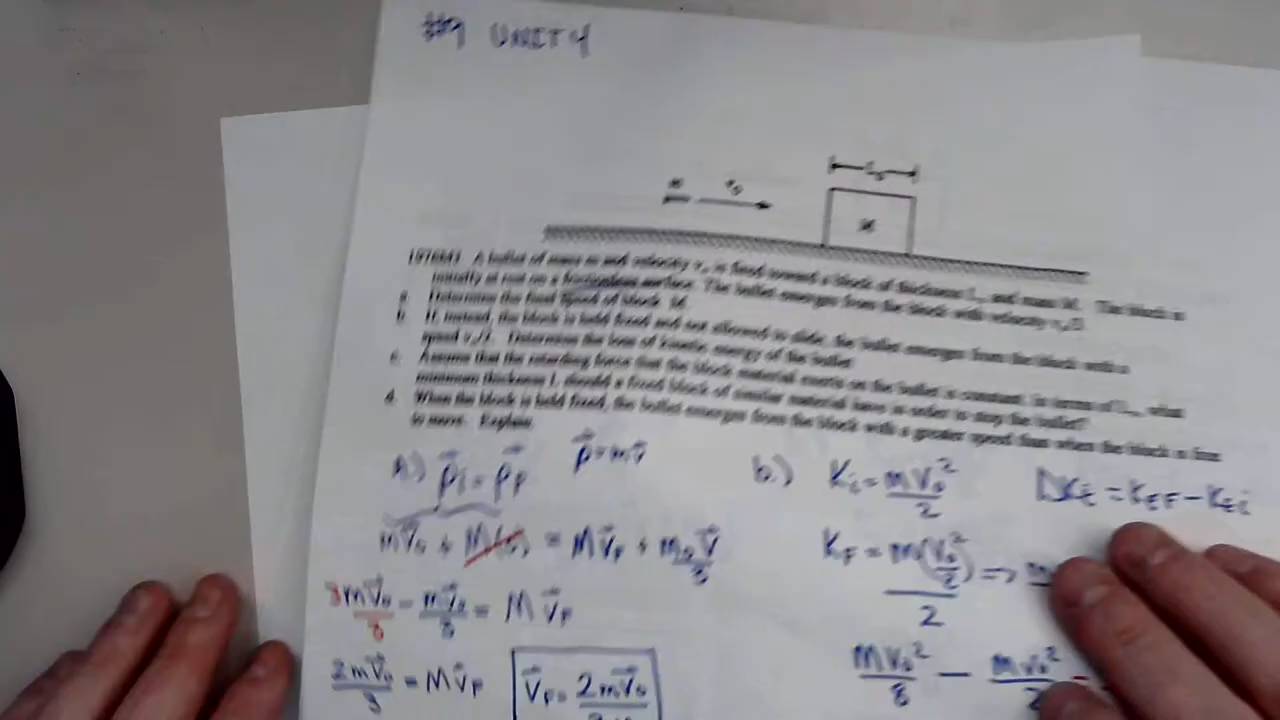 #9 UNIT 4
M
1976M1. A bullet of mass m and velocity v₀ is fired toward a block of thickness L₀ and mass M. The block is
initially at rest on a frictionless surface. The bullet emerges from the block with velocity v₀/3.
a. Determine the final speed of block M.
b. If, instead, the block is held fixed and not allowed to slide, the bullet emerges from the block with a
speed v₀/2. Determine the loss of kinetic energy of the bullet
c. Assume that the retarding force that the block material exerts on the bullet is constant. In terms of L₀, what
minimum thickness L should a fixed block of similar material have in order to stop the bullet?
d. When the block is held fixed, the bullet emerges from the block with a greater speed than when the block is free
to move. Explain.
A.) p⃗i = p⃗f
p⃗ = mv⃗
mv⃗₀ + M(0) = Mv⃗F + m v⃗/3
3mv⃗₀/3 − mv⃗₀/3 = Mv⃗F
2mv⃗₀/3 = Mv⃗F
v⃗F = 2mv⃗₀
b.) Ki = mv₀²/2
ΔKE = KEF − KEi
KF = m(v₀/2)²/2 ⇒
mv₀²/8 − mv₀²